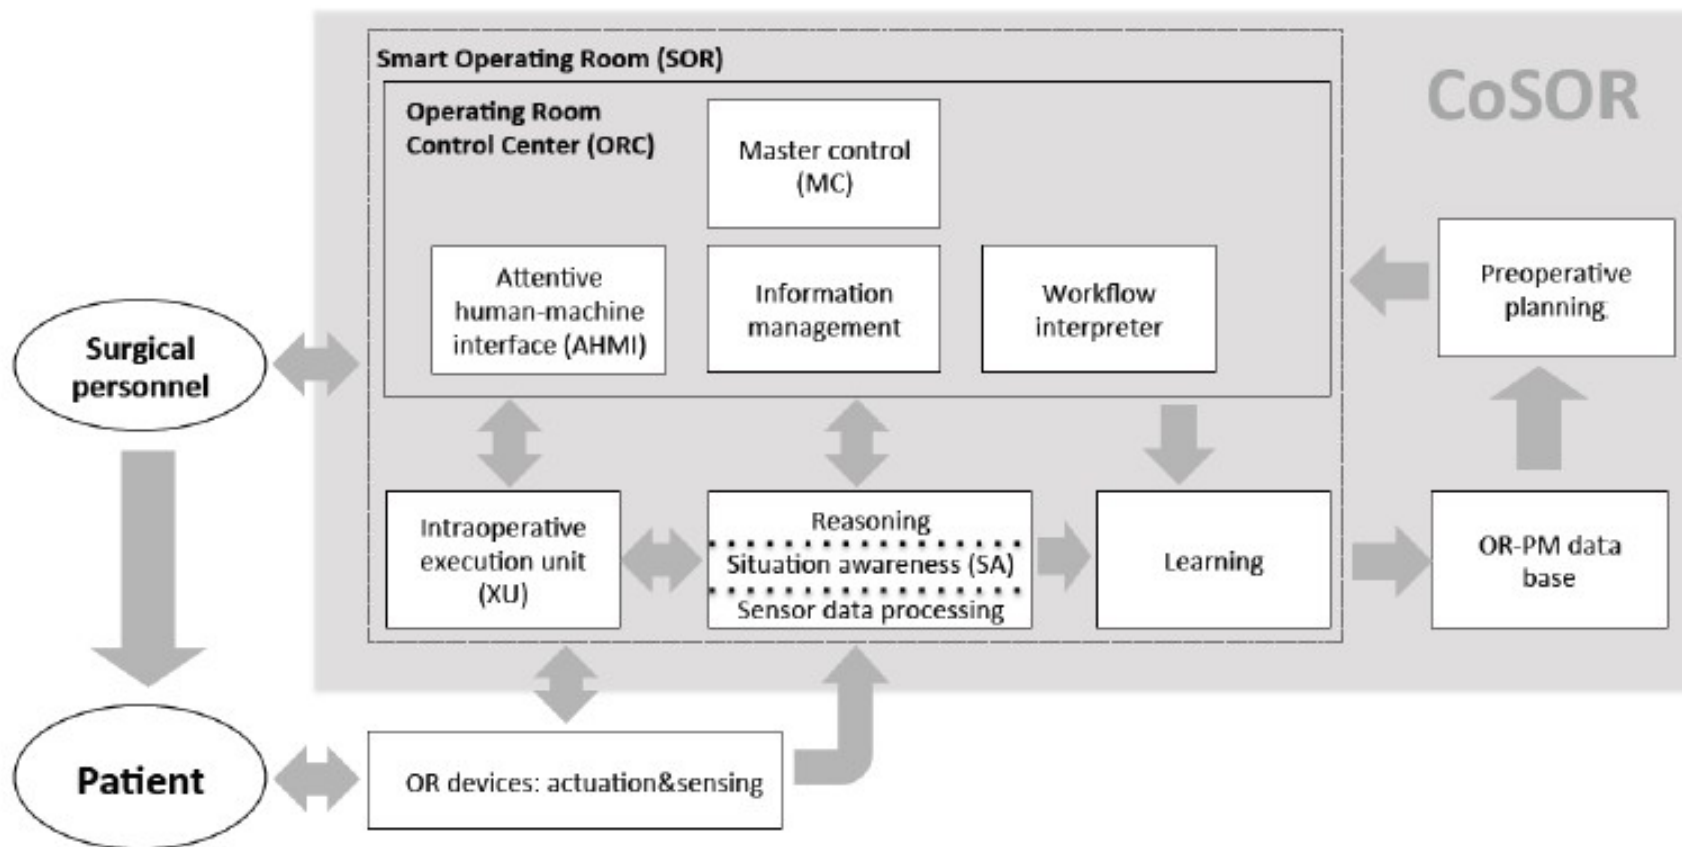 Smart Operating Room (SOR)
CoSOR
Operating Room
Control Center (ORC)
Master control
(MC)
Attentive
human-machine
interface (AHMI)
Information
management
Workflow
interpreter
Preoperative
planning
Surgical
personnel
Intraoperative
execution unit
(XU)
Reasoning
Situation awareness (SA)
Sensor data processing
Learning
OR-PM data
base
Patient
OR devices: actuation&sensing